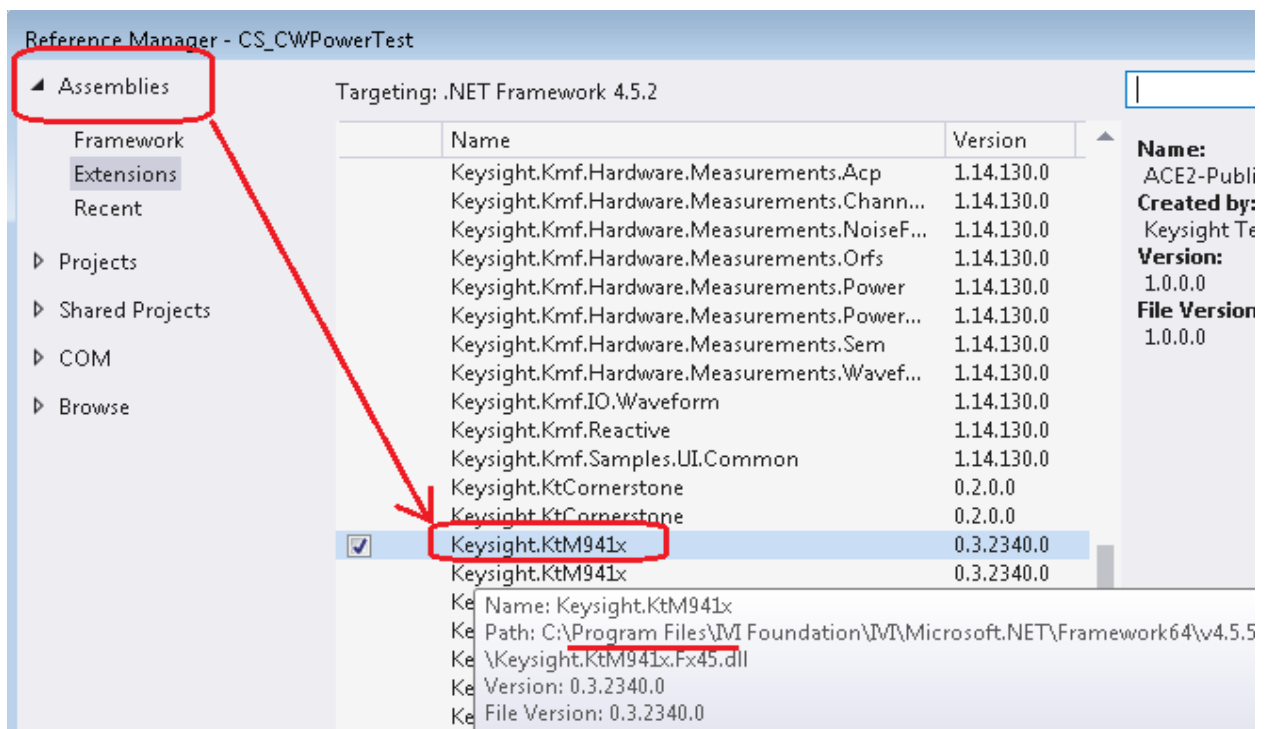 Reference Manager - CS_CWPowerTest
Assemblies
Framework
Extensions
Recent
Projects
Shared Projects
COM
Browse
Targeting: .NET Framework 4.5.2
Name Version
Keysight.Kmf.Hardware.Measurements.Acp 1.14.130.0
Keysight.Kmf.Hardware.Measurements.Chann... 1.14.130.0
Keysight.Kmf.Hardware.Measurements.NoiseF... 1.14.130.0
Keysight.Kmf.Hardware.Measurements.Orfs 1.14.130.0
Keysight.Kmf.Hardware.Measurements.Power 1.14.130.0
Keysight.Kmf.Hardware.Measurements.Power... 1.14.130.0
Keysight.Kmf.Hardware.Measurements.Sem 1.14.130.0
Keysight.Kmf.Hardware.Measurements.Wavef... 1.14.130.0
Keysight.Kmf.IO.Waveform 1.14.130.0
Keysight.Kmf.Reactive 1.14.130.0
Keysight.Kmf.Samples.UI.Common 1.14.130.0
Keysight.KtCornerstone 0.2.0.0
Keysight.KtCornerstone 0.2.0.0
Keysight.KtM941x 0.3.2340.0
Keysight.KtM941x 0.3.2340.0
Ke
Ke
Ke
Ke
Ke
Name: Keysight.KtM941x
Path: C:\Program Files\IVI Foundation\IVI\Microsoft.NET\Framework64\v4.5.5
\Keysight.KtM941x.Fx45.dll
Version: 0.3.2340.0
File Version: 0.3.2340.0
Name:
ACE2-Publi
Created by:
Keysight Te
Version:
1.0.0.0
File Version
1.0.0.0